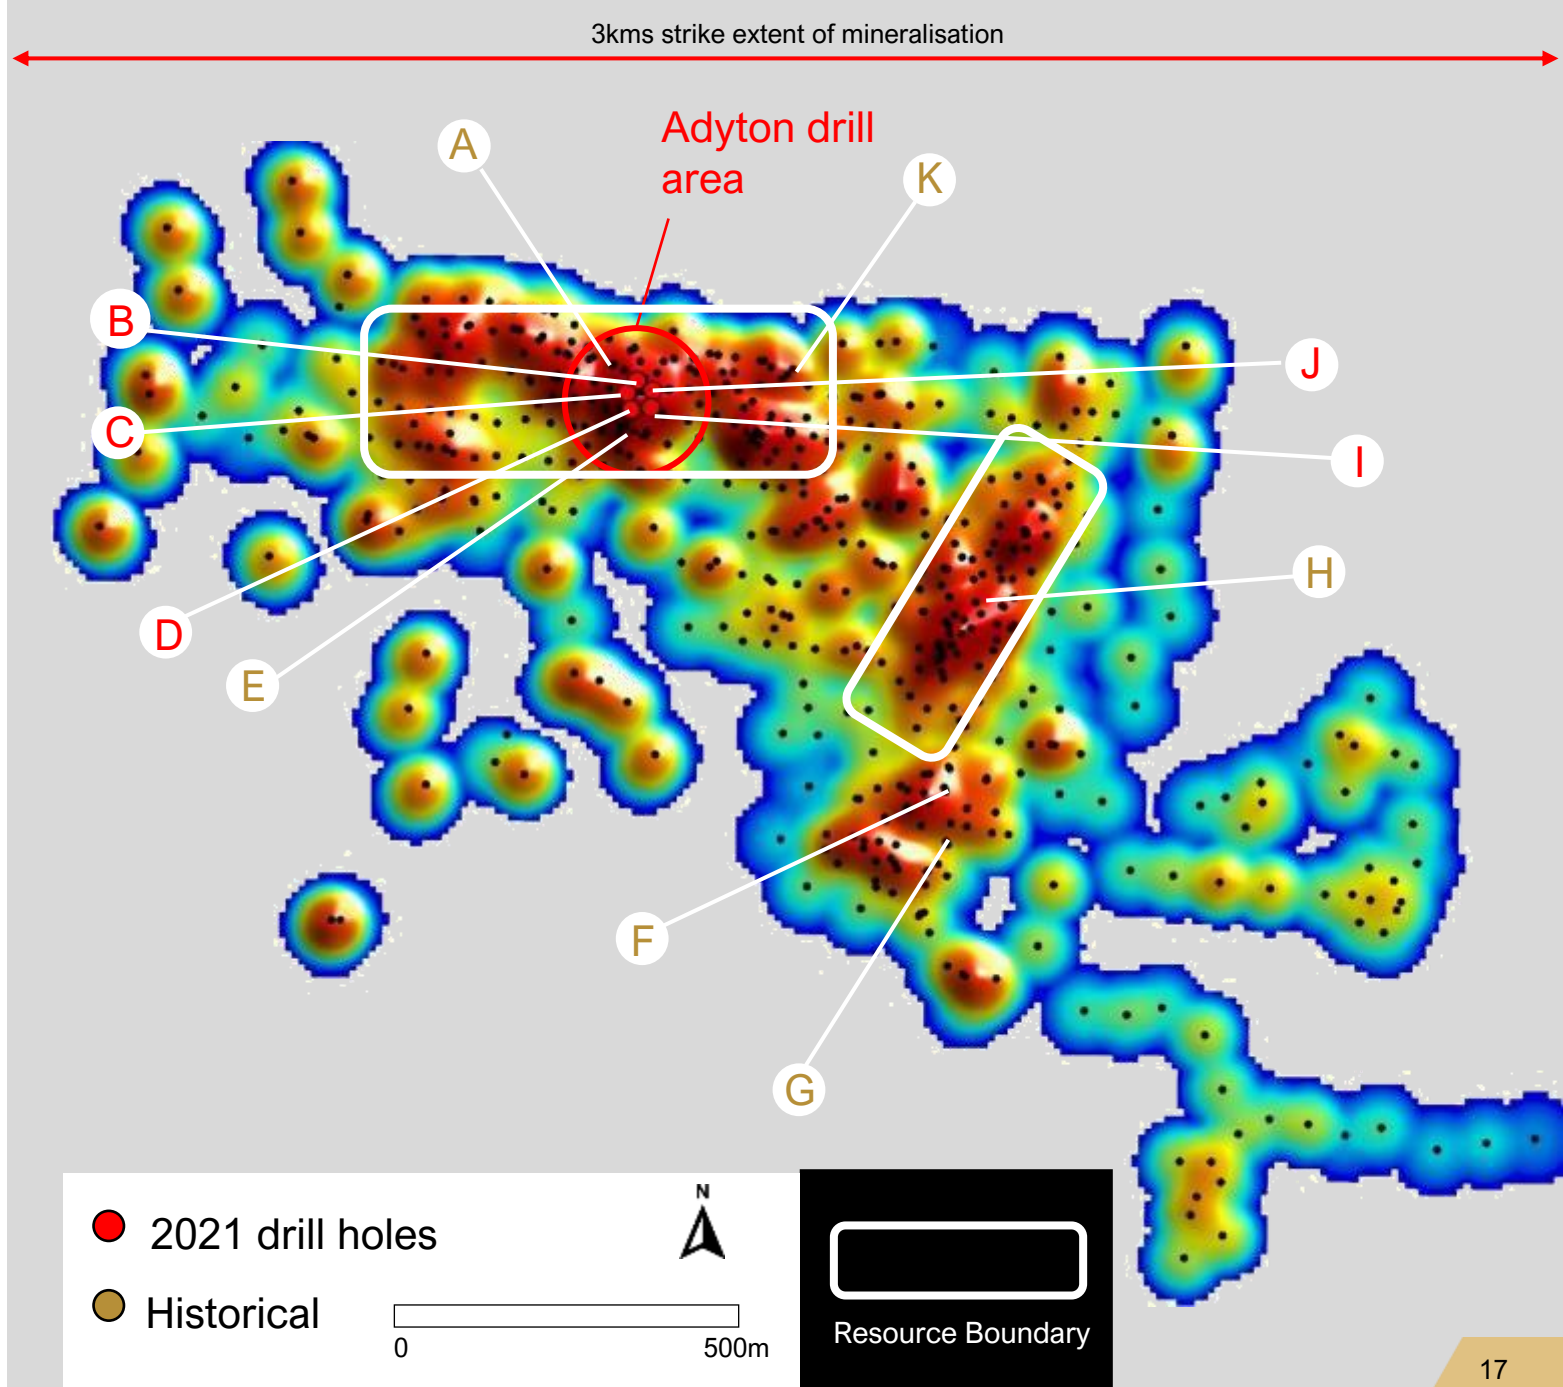 3kms strike extent of mineralisation
Adyton drill
area
A
K
B
J
C
I
H
D
E
F
G
2021 drill holes
N
Historical
0
500m
Resource Boundary
17